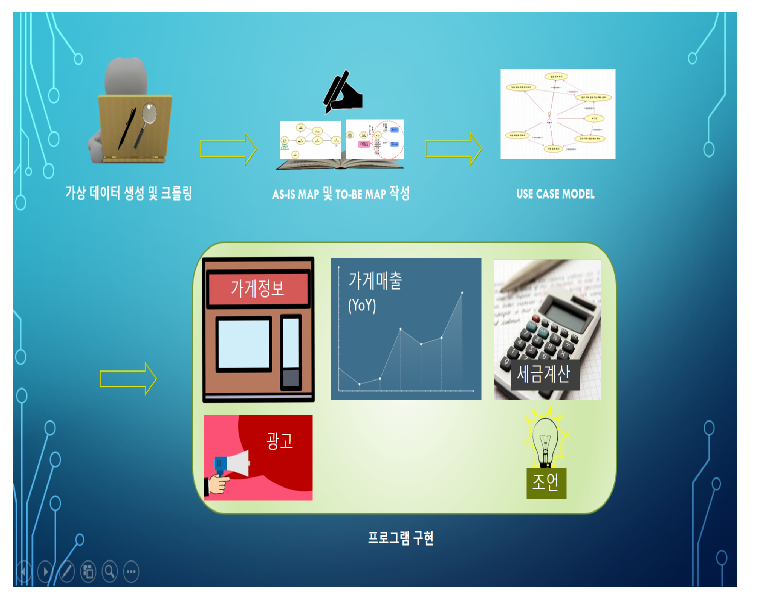 가상 데이터 생성 및 크롤링
AS-IS MAP 및 TO-BE MAP 작성
USE CASE MODEL
가게정보
가게매출
(YoY)
세금계산
광고
조언
프로그램 구현